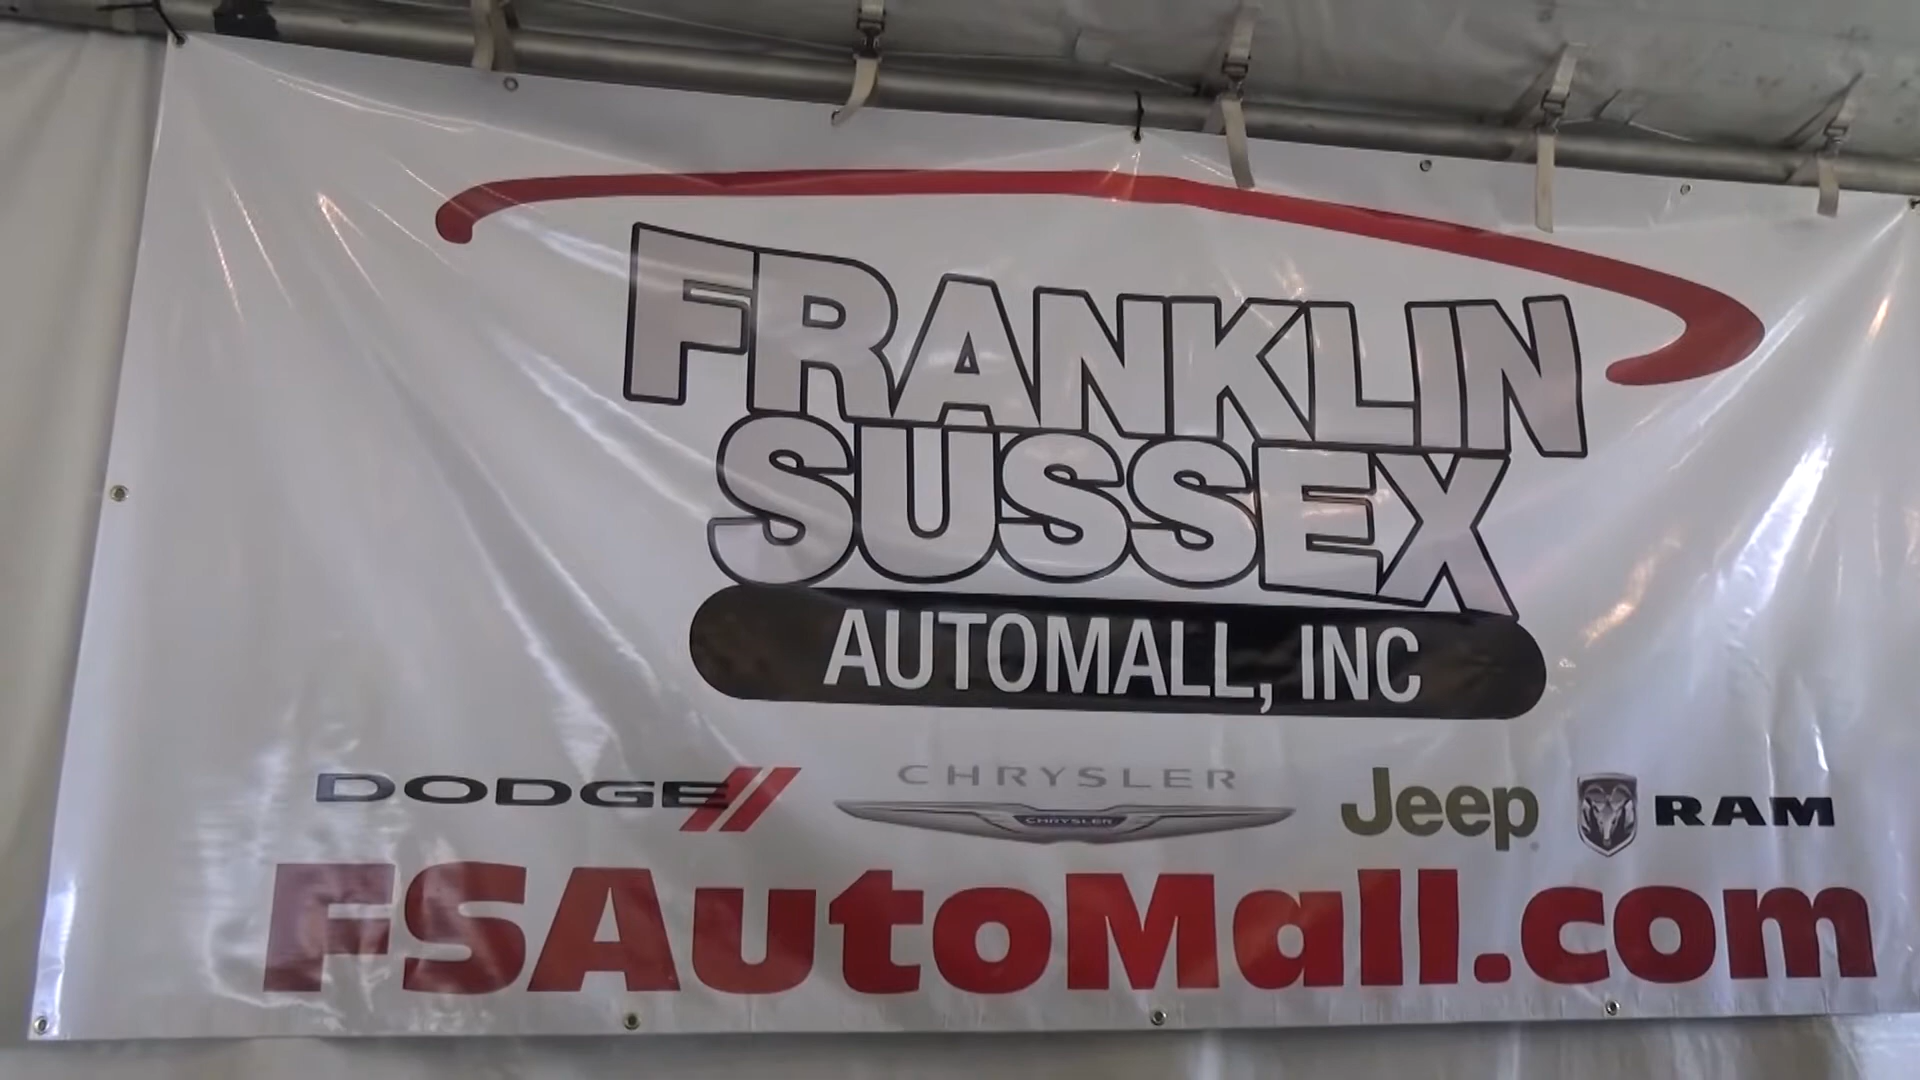 FRANKLIN
SUSSEX
AUTOMALL, INC
DODGE CHRYSLER CHRYSLER Jeep RAM
FSAutoMall.com